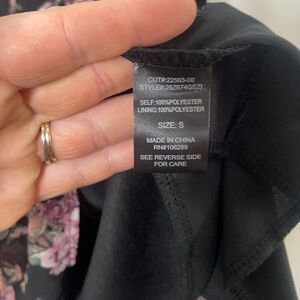 CUT#:22563-00
STYLE#:26Z674GEZI
SELF:100%POLYESTER
LINING:100%POLYESTER
SIZE: S
MADE IN CHINA
RN#106289
SEE REVERSE SIDE
FOR CARE